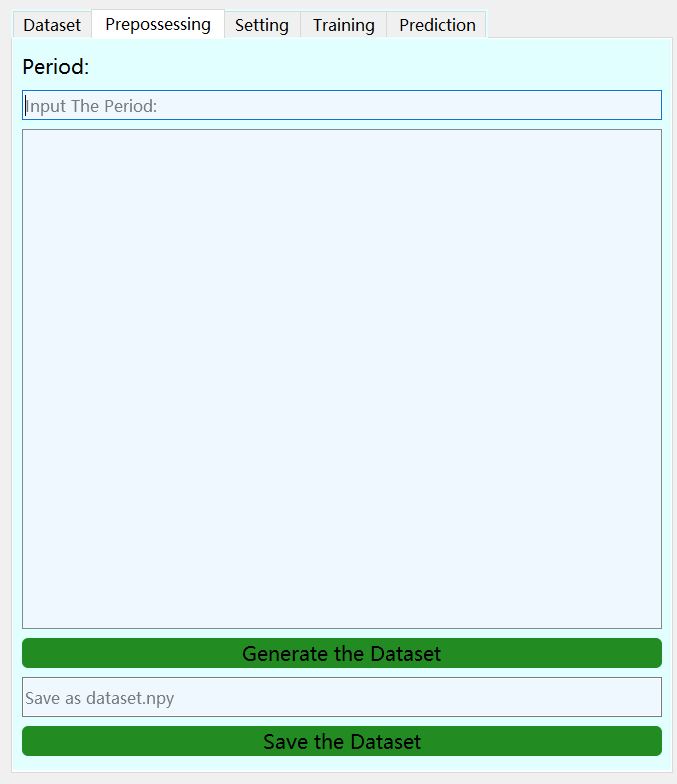 Dataset Prepossessing Setting Training Prediction
Period:
Input The Period:
Generate the Dataset
Save as dataset.npy
Save the Dataset